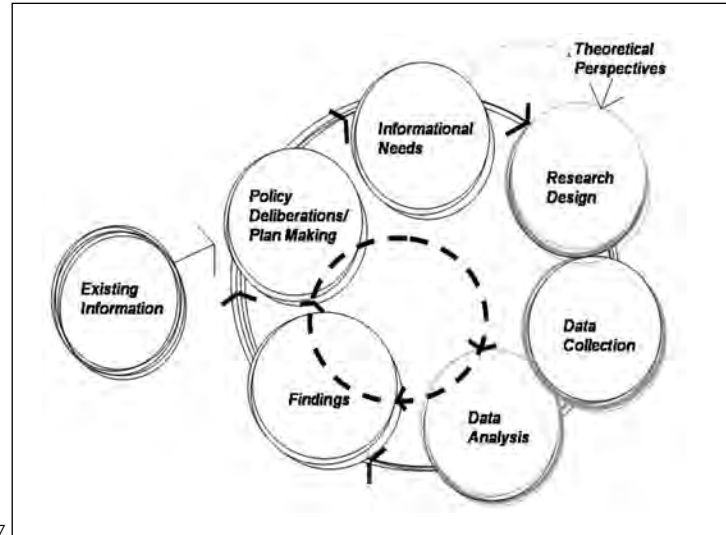 Theoretical
Perspectives
Informational
Needs
Research
Design
Policy
Deliberations/
Plan Making
Existing
Information
Data
Collection
Findings
Data
Analysis
7